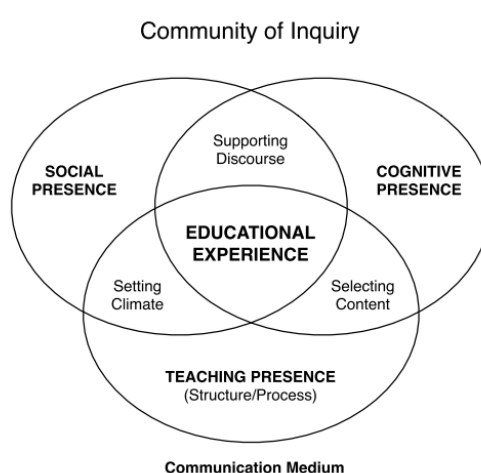 Community of Inquiry
Supporting
Discourse
SOCIAL
PRESENCE
COGNITIVE
PRESENCE
EDUCATIONAL
EXPERIENCE
Setting
Climate
Selecting
Content
TEACHING PRESENCE
(Structure/Process)
Communication Medium